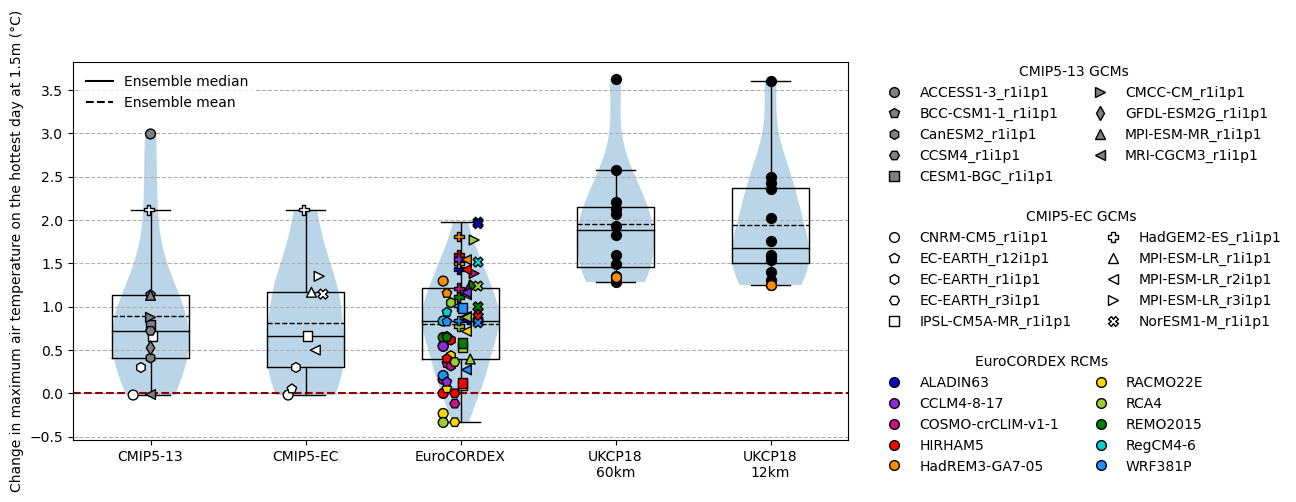 Change in maximum air temperature on the hottest day at 1.5m (°C)
Ensemble median
Ensemble mean
3.5
3.0
2.5
2.0
1.5
1.0
0.5
0.0
−0.5
CMIP5-13
CMIP5-EC
EuroCORDEX
UKCP18
60km
UKCP18
12km
CMIP5-13 GCMs
ACCESS1-3_r1i1p1
CMCC-CM_r1i1p1
BCC-CSM1-1_r1i1p1
GFDL-ESM2G_r1i1p1
CanESM2_r1i1p1
MPI-ESM-MR_r1i1p1
CCSM4_r1i1p1
MRI-CGCM3_r1i1p1
CESM1-BGC_r1i1p1
CMIP5-EC GCMs
CNRM-CM5_r1i1p1
HadGEM2-ES_r1i1p1
EC-EARTH_r12i1p1
MPI-ESM-LR_r1i1p1
EC-EARTH_r1i1p1
MPI-ESM-LR_r2i1p1
EC-EARTH_r3i1p1
MPI-ESM-LR_r3i1p1
IPSL-CM5A-MR_r1i1p1
NorESM1-M_r1i1p1
EuroCORDEX RCMs
ALADIN63
RACMO22E
CCLM4-8-17
RCA4
COSMO-crCLIM-v1-1
REMO2015
HIRHAM5
RegCM4-6
HadREM3-GA7-05
WRF381P